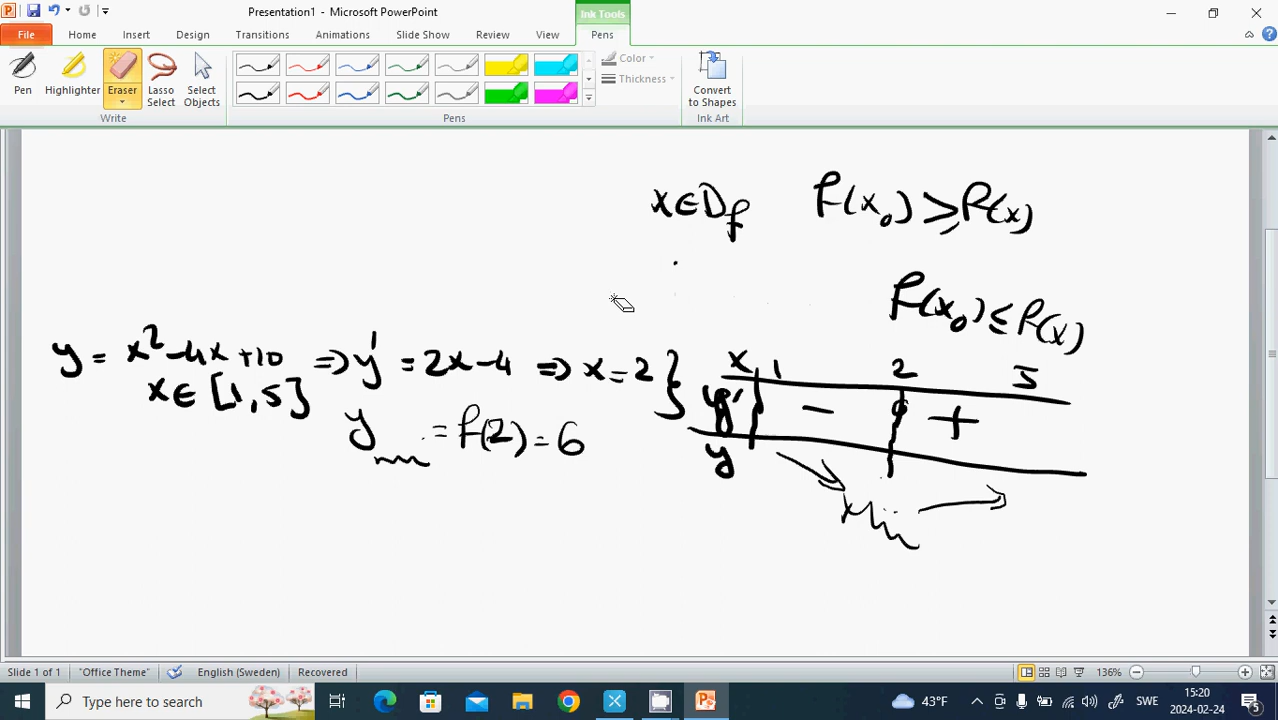 Presentation1 - Microsoft PowerPoint
Ink Tools
File Home Insert Design Transitions Animations Slide Show Review View Pens
Pen Highlighter Eraser Lasso Select Select Objects
Color
Thickness
Convert to Shapes
Write Pens Ink Art
x∈D_f f(x₀)≥f(x)
f(x₀)≤f(x)
y = x²-4x+10 ⇒ y' = 2x-4 ⇒ x=2 }
x∈[1,5]
y = f(2) = 6
x 1 2 5
y' - 0 +
y
min
Slide 1 of 1 "Office Theme" English (Sweden) Recovered 136%
Type here to search 43°F SWE 15:20
2024-02-24 5